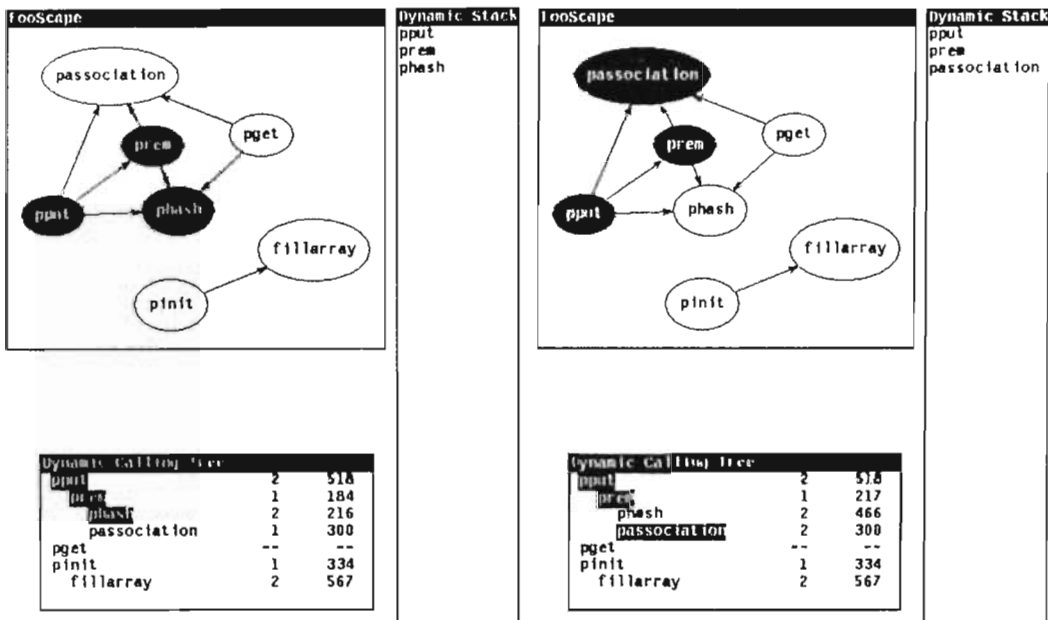 FooScape
passociation
prem
pget
pput
phash
fillarray
pinit
Dynamic Stack
pput
prem
phash
Dynamic Calling Tree
pput 2 518
prem 1 184
phash 2 216
passociation 1 300
pget -- --
pinit 1 334
fillarray 2 567
FooScape
passociation
prem
pget
pput
phash
fillarray
pinit
Dynamic Stack
pput
prem
passociation
Dynamic Calling Tree
pput 2 518
prem 1 217
phash 2 466
passociation 2 300
pget -- --
pinit 1 334
fillarray 2 567